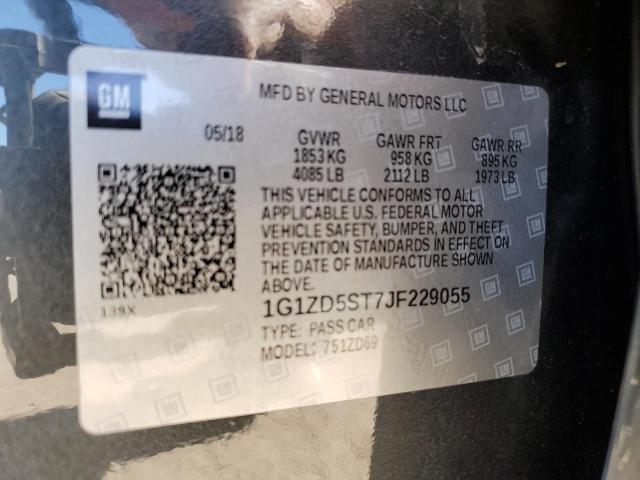 GM
MFD BY GENERAL MOTORS LLC
05/18
GVWR
1853 KG
4085 LB
GAWR FRT
958 KG
2112 LB
GAWR RR
895 KG
1973 LB
THIS VEHICLE CONFORMS TO ALL
APPLICABLE U.S. FEDERAL MOTOR
VEHICLE SAFETY, BUMPER, AND THEFT
PREVENTION STANDARDS IN EFFECT ON
THE DATE OF MANUFACTURE SHOWN
ABOVE.
139X
1G1ZD5ST7JF229055
TYPE: PASS CAR
MODEL: 751ZD69